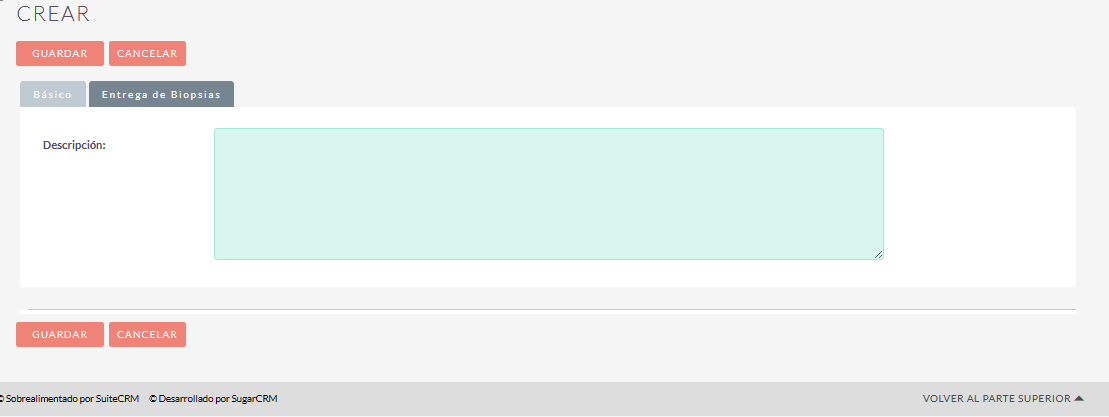 CREAR
GUARDAR CANCELAR
Básico Entrega de Biopsias
Descripción:
GUARDAR CANCELAR
© Sobrealimentado por SuiteCRM © Desarrollado por SugarCRM VOLVER AL PARTE SUPERIOR